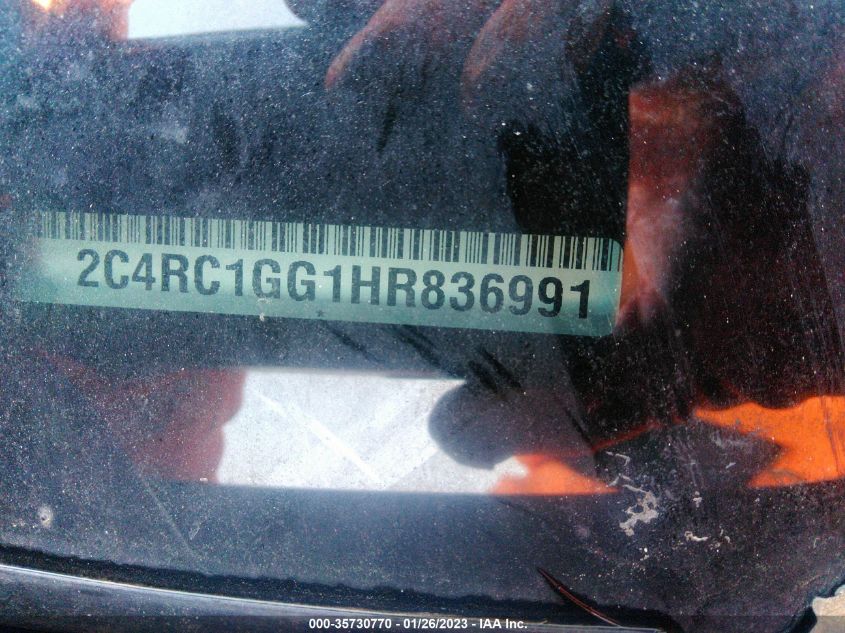 2C4RC1GG1HR836991
000-35730770 - 01/26/2023 - IAA Inc.